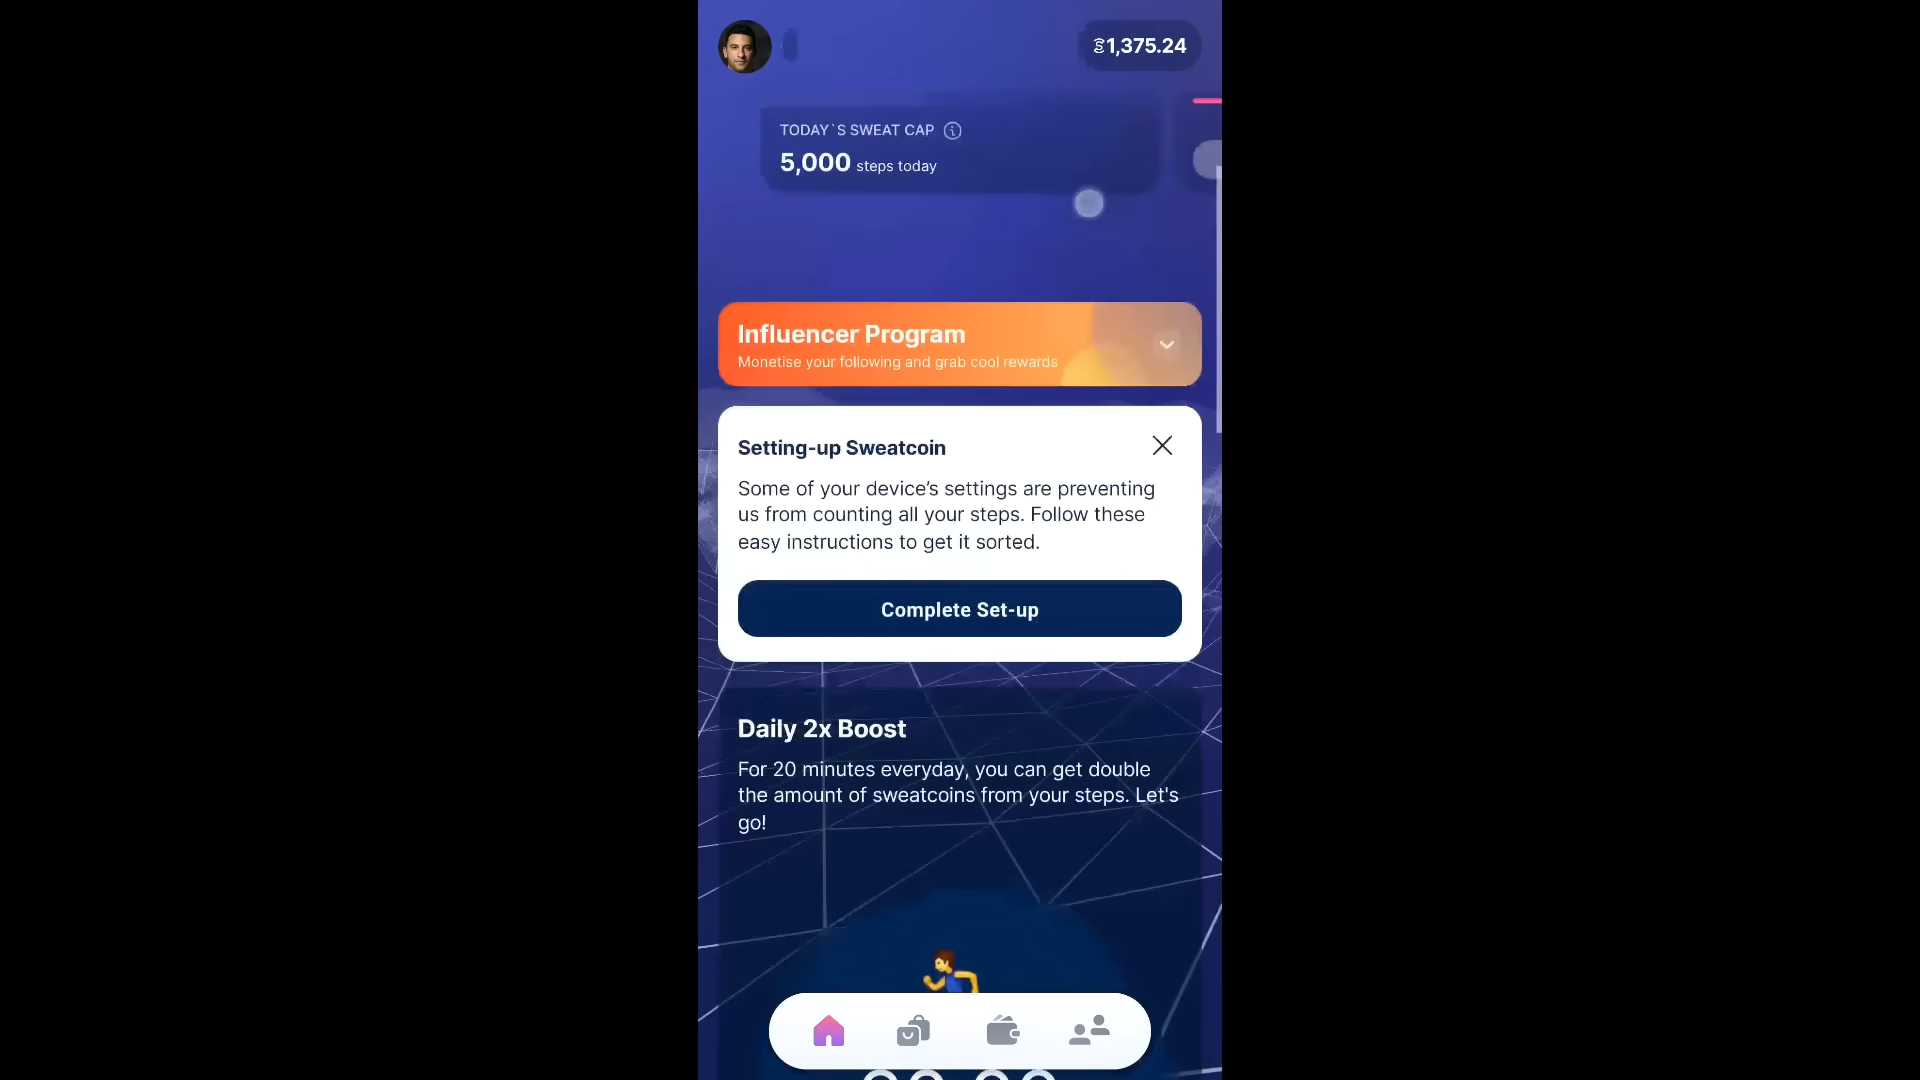 1,375.24
TODAY`S SWEAT CAP
5,000 steps today
Influencer Program
Monetise your following and grab cool rewards
Setting-up Sweatcoin
Some of your device’s settings are preventing
us from counting all your steps. Follow these
easy instructions to get it sorted.
Complete Set-up
Daily 2x Boost
For 20 minutes everyday, you can get double
the amount of sweatcoins from your steps. Let's
go!